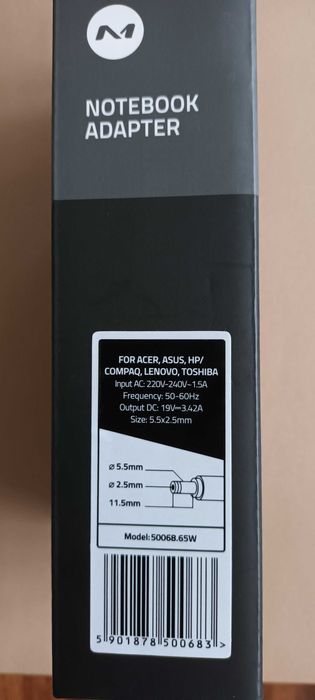 NOTEBOOK
ADAPTER
FOR ACER, ASUS, HP/
COMPAQ, LENOVO, TOSHIBA
Input AC: 220V-240V~1.5A
Frequency: 50-60Hz
Output DC: 19V⎓3.42A
Size: 5.5x2.5mm
ø 5.5mm
ø 2.5mm
11.5mm
Model: 50068.65W
5 901878 500683 >